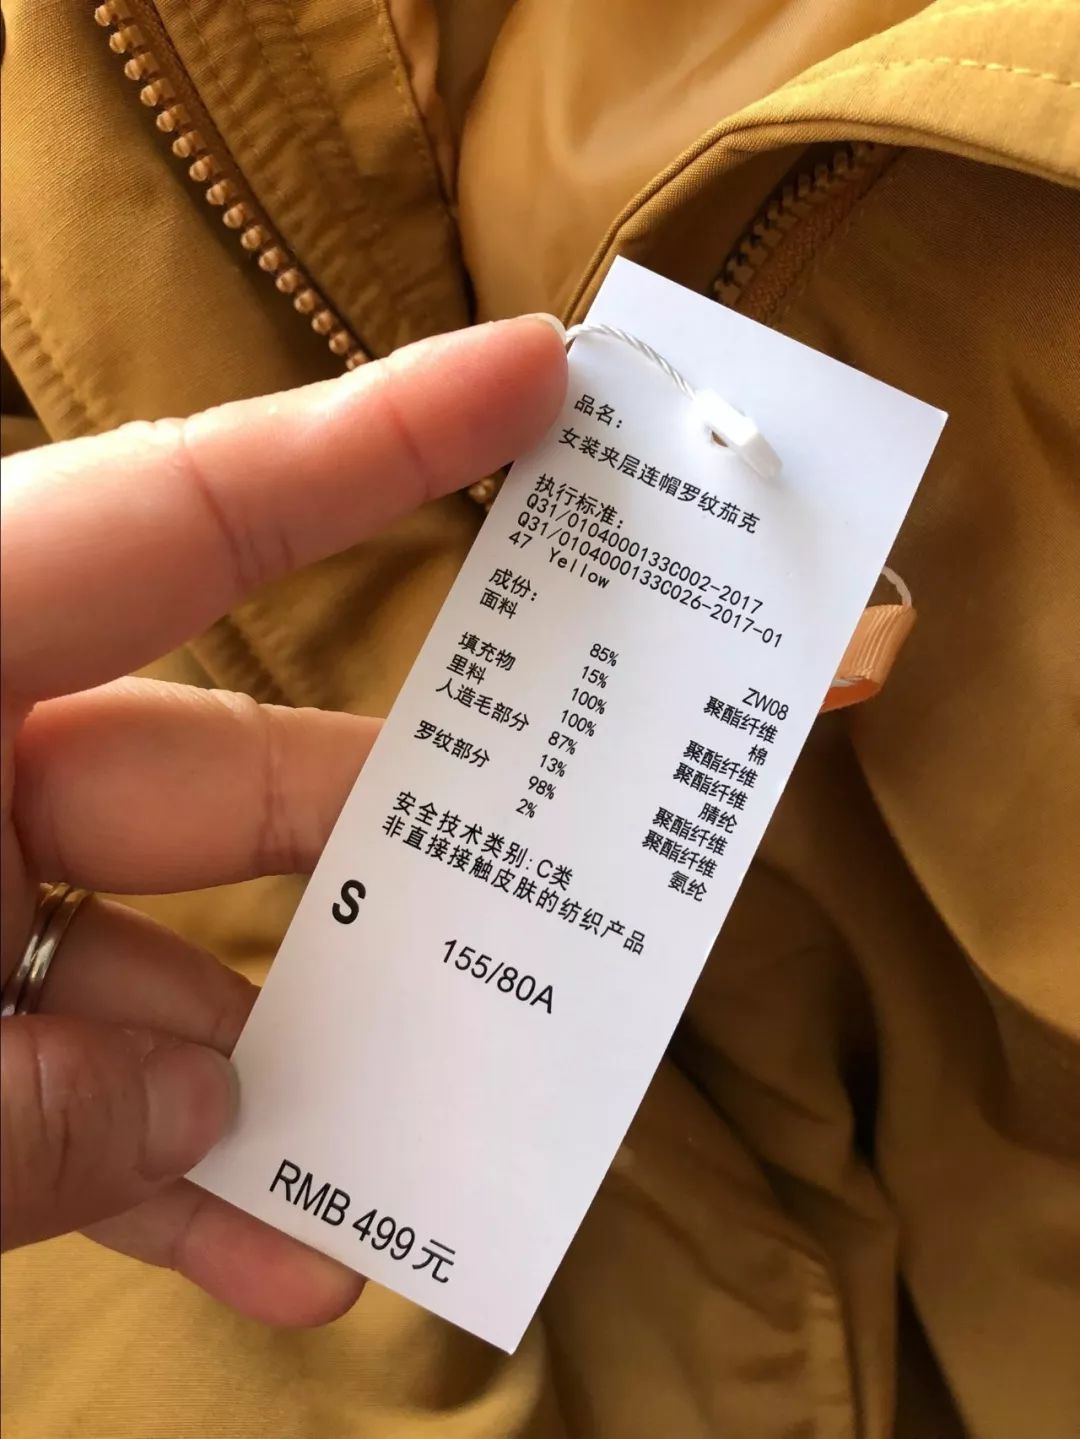 品名:
女装夹层连帽罗纹茄克
执行标准:
Q31/0104000133C002-2017
Q31/0104000133C026-2017-01
47 Yellow
ZW08
成份:
面料 85% 聚酯纤维
15% 棉
填充物 100% 聚酯纤维
里料 100% 聚酯纤维
人造毛部分 87% 腈纶
13% 聚酯纤维
罗纹部分 98% 聚酯纤维
2% 氨纶
安全技术类别:C类
非直接接触皮肤的纺织产品
S 155/80A
RMB 499元